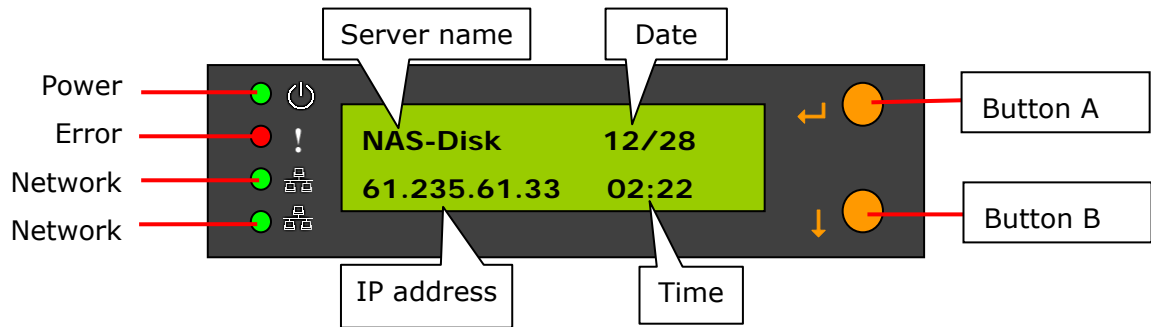 Server name
Date
Power
Error
Network
Network
!
NAS-Disk 12/28
61.235.61.33 02:22
Button A
Button B
IP address
Time